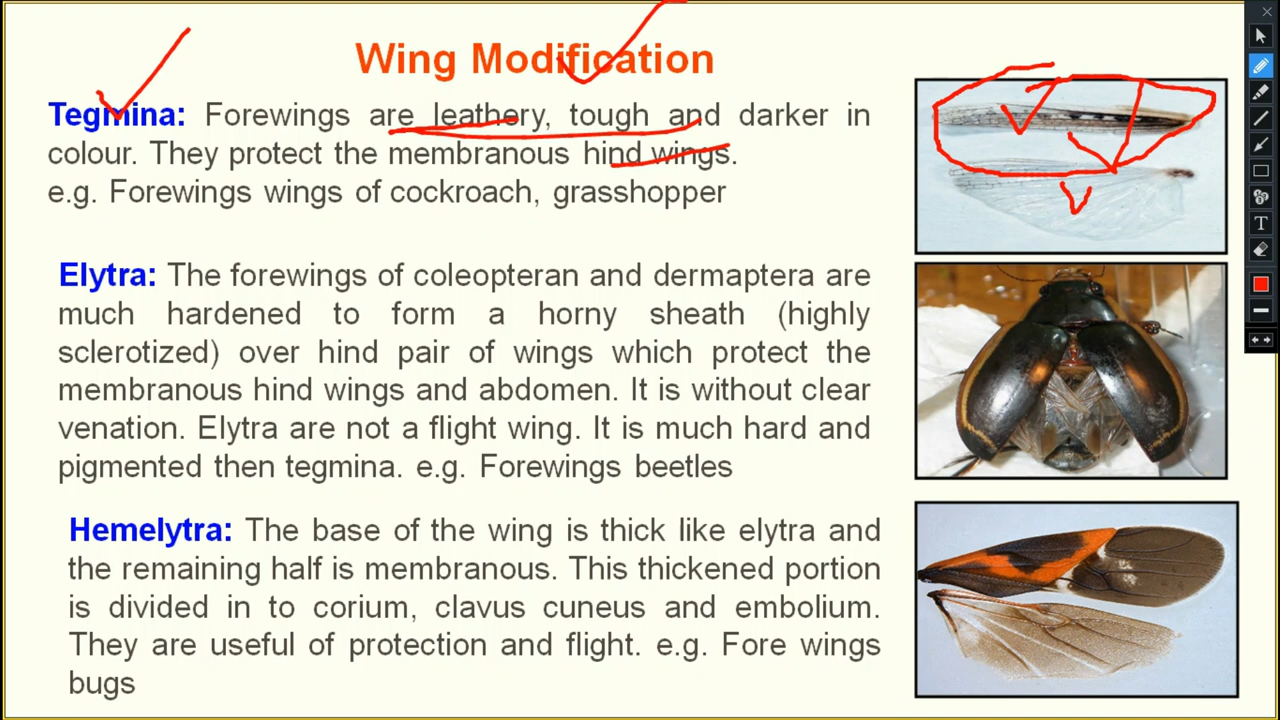 Wing Modification
Tegmina: Forewings are leathery, tough and darker in
colour. They protect the membranous hind wings.
e.g. Forewings wings of cockroach, grasshopper
Elytra: The forewings of coleopteran and dermaptera are
much hardened to form a horny sheath (highly
sclerotized) over hind pair of wings which protect the
membranous hind wings and abdomen. It is without clear
venation. Elytra are not a flight wing. It is much hard and
pigmented then tegmina. e.g. Forewings beetles
Hemelytra: The base of the wing is thick like elytra and
the remaining half is membranous. This thickened portion
is divided in to corium, clavus cuneus and embolium.
They are useful of protection and flight. e.g. Fore wings
bugs